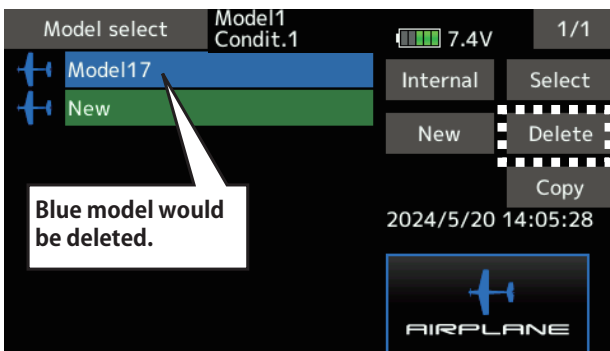 Model select
Model1
Condit.1
7.4V
1/1
Model17
Internal
Select
New
New
Delete
Copy
Blue model would
be deleted.
2024/5/20 14:05:28
AIRPLANE